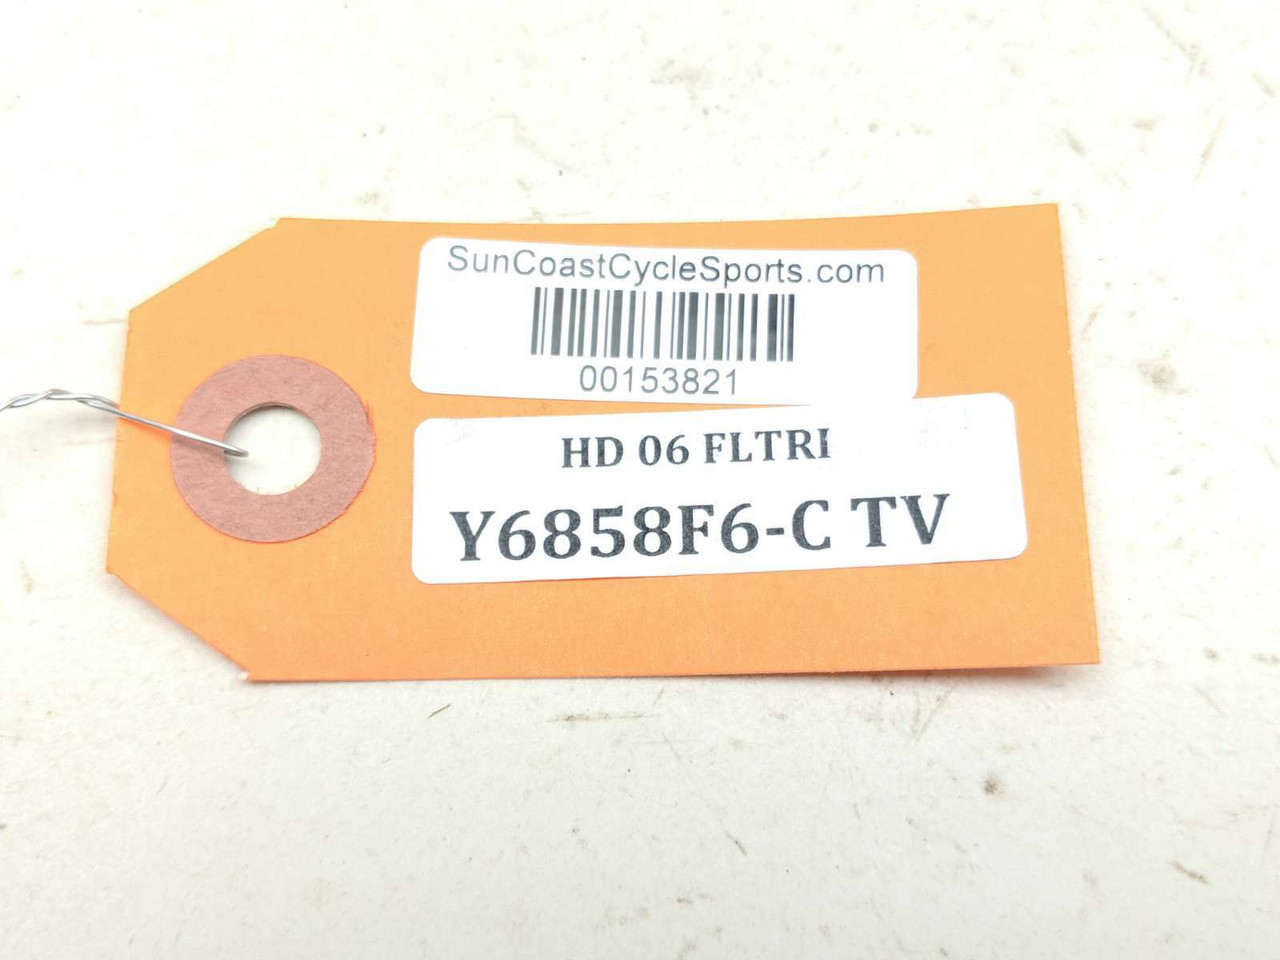 SunCoastCycleSports.com
00153821
HD 06 FLTRI
Y6858F6-C TV